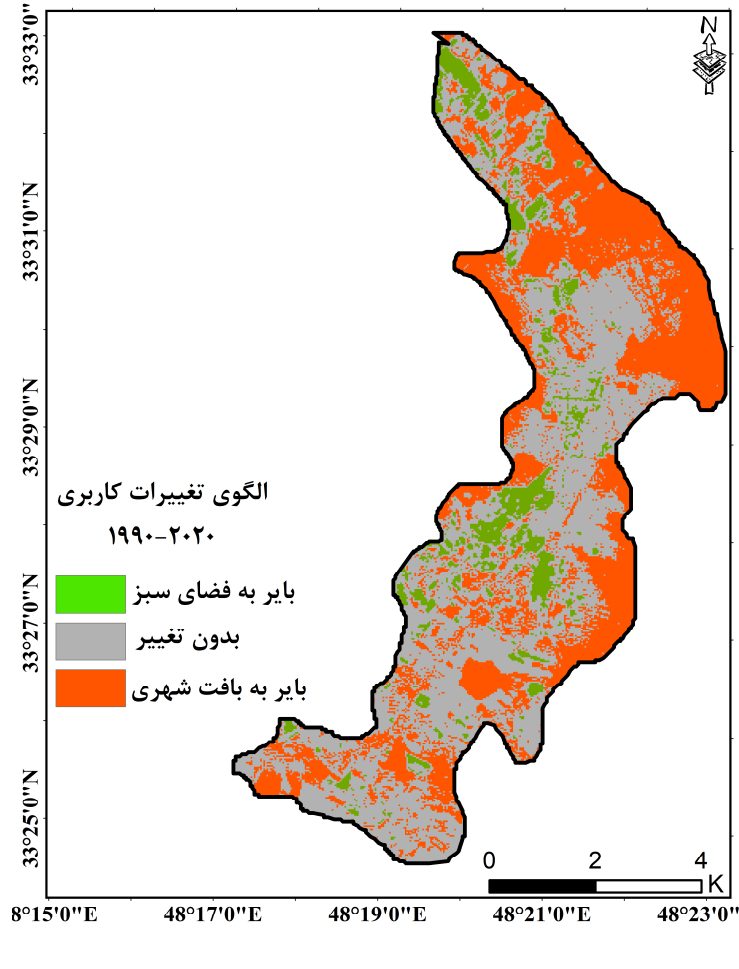 N
33°33'0"
33°31'0"N
33°29'0"N
33°27'0"N
33°25'0"N
الگوی تغییرات کاربری
۱۹۹۰-۲۰۲۰
بایر به فضای سبز
بدون تغییر
بایر به بافت شهری
0 2 4
K
8°15'0"E 48°17'0"E 48°19'0"E 48°21'0"E 48°23'0"